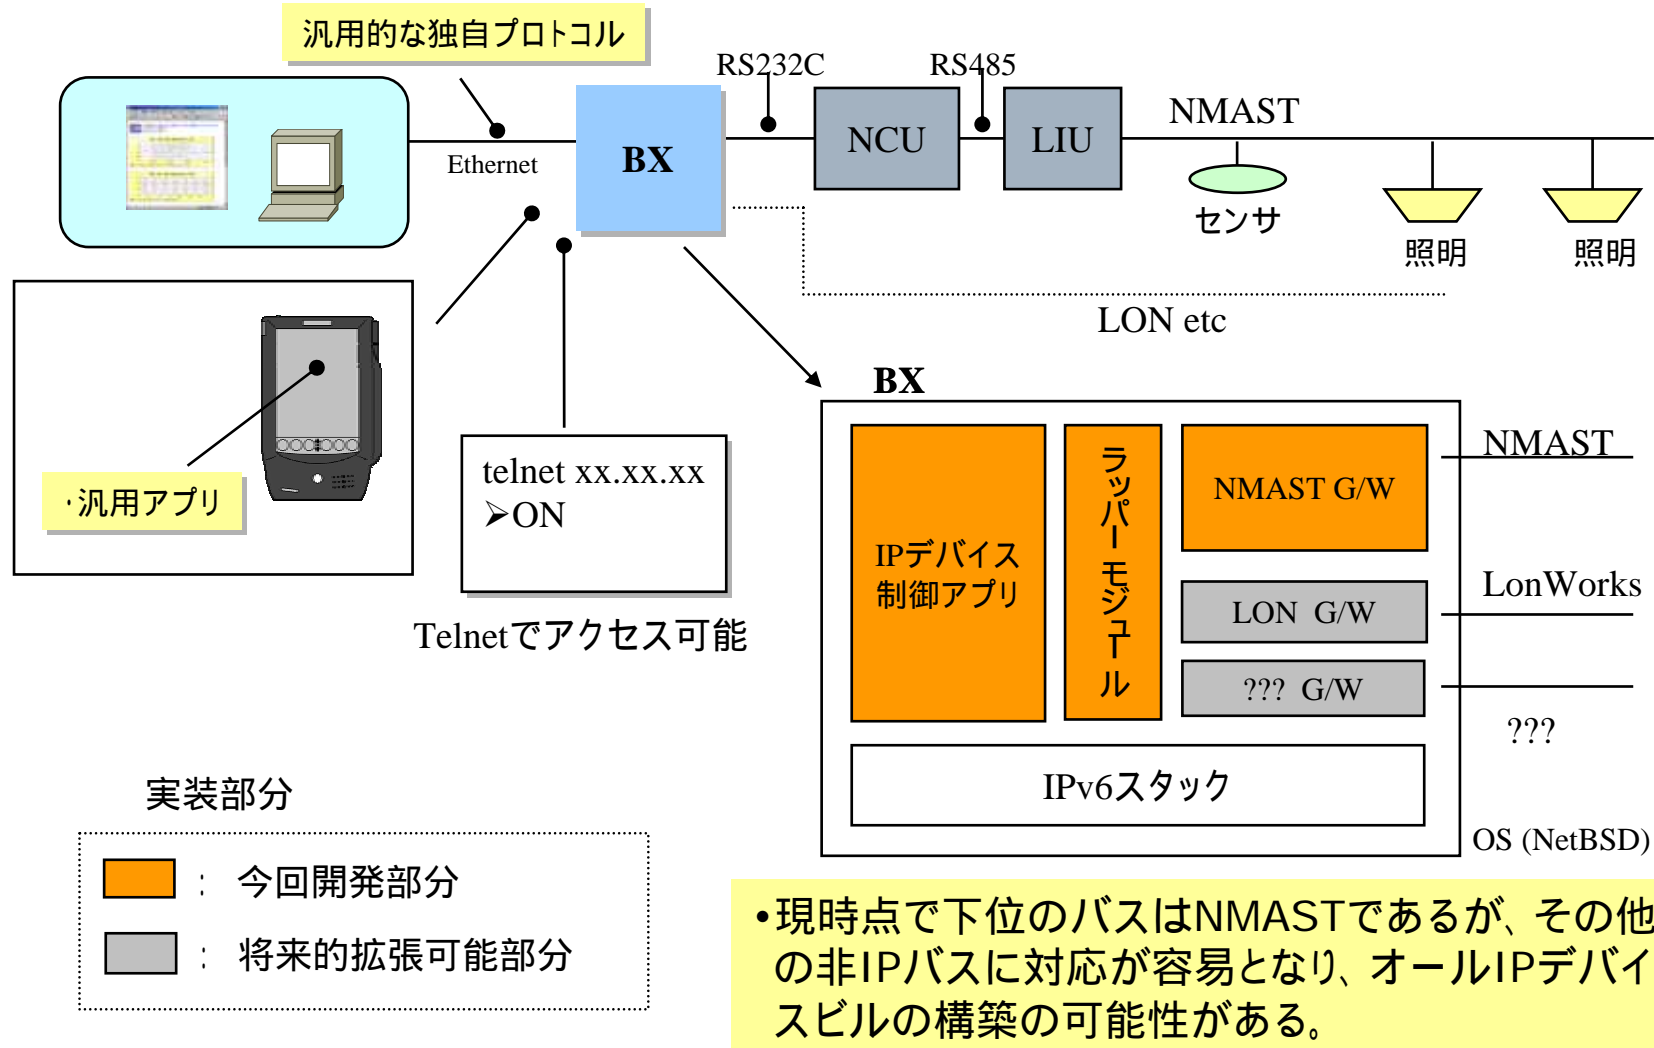 汎用的な独自プロトコル
RS232C
RS485
NMAST
Ethernet
BX
NCU
LIU
センサ
照明
照明
LON etc
・汎用アプリ
telnet xx.xx.xx
➢ON
Telnetでアクセス可能
BX
IPデバイス
制御アプリ
ラッパーモジュール
NMAST G/W
LON G/W
??? G/W
IPv6スタック
NMAST
LonWorks
???
OS (NetBSD)
実装部分
: 今回開発部分
: 将来的拡張可能部分
•現時点で下位のバスはNMASTであるが、その他
の非IPバスに対応が容易となり、オールIPデバイ
スビルの構築の可能性がある。